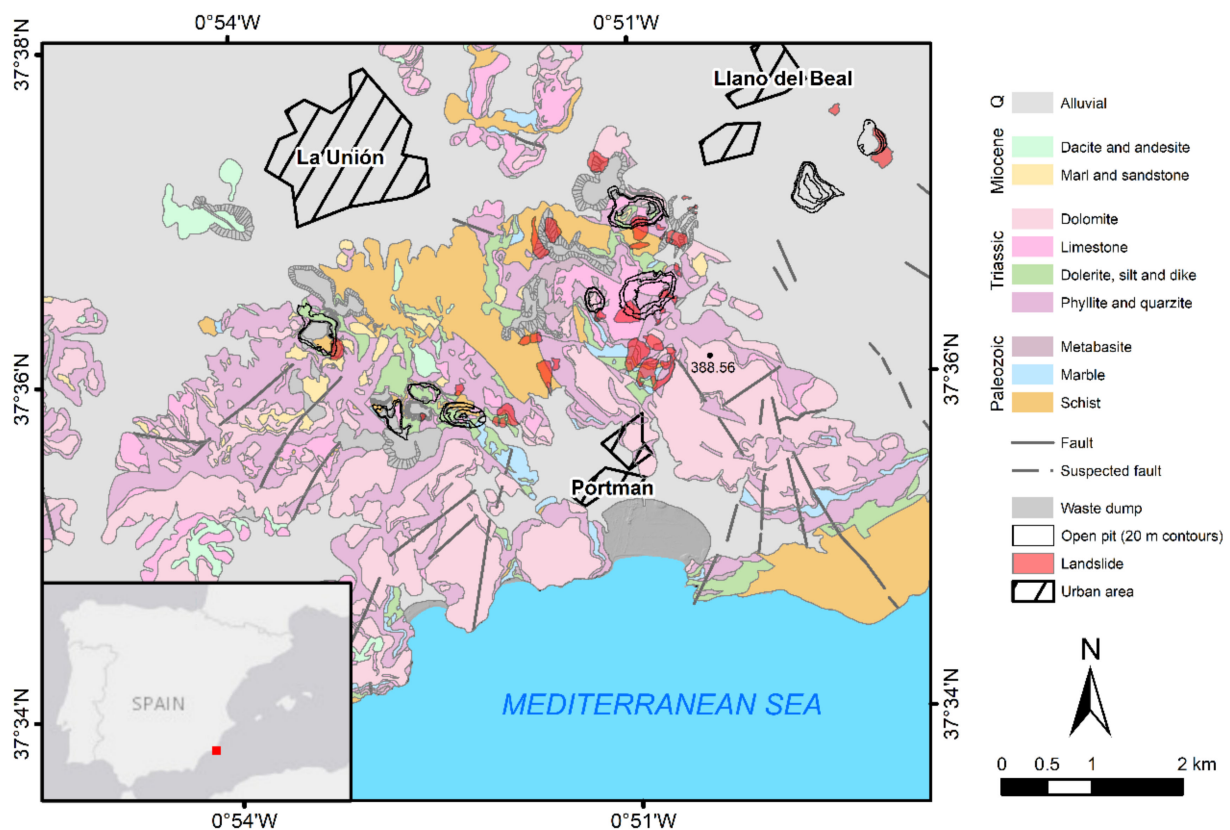 0°54'W
0°51'W
37°38'N
Llano del Beal
La Unión
388.56
37°36'N
37°36'N
Portman
MEDITERRANEAN SEA
SPAIN
37°34'N
37°34'N
0°54'W
0°51'W
Q
Alluvial
Miocene
Dacite and andesite
Marl and sandstone
Triassic
Dolomite
Limestone
Dolerite, silt and dike
Phyllite and quarzite
Paleozoic
Metabasite
Marble
Schist
Fault
Suspected fault
Waste dump
Open pit (20 m contours)
Landslide
Urban area
N
0 0.5 1 2 km